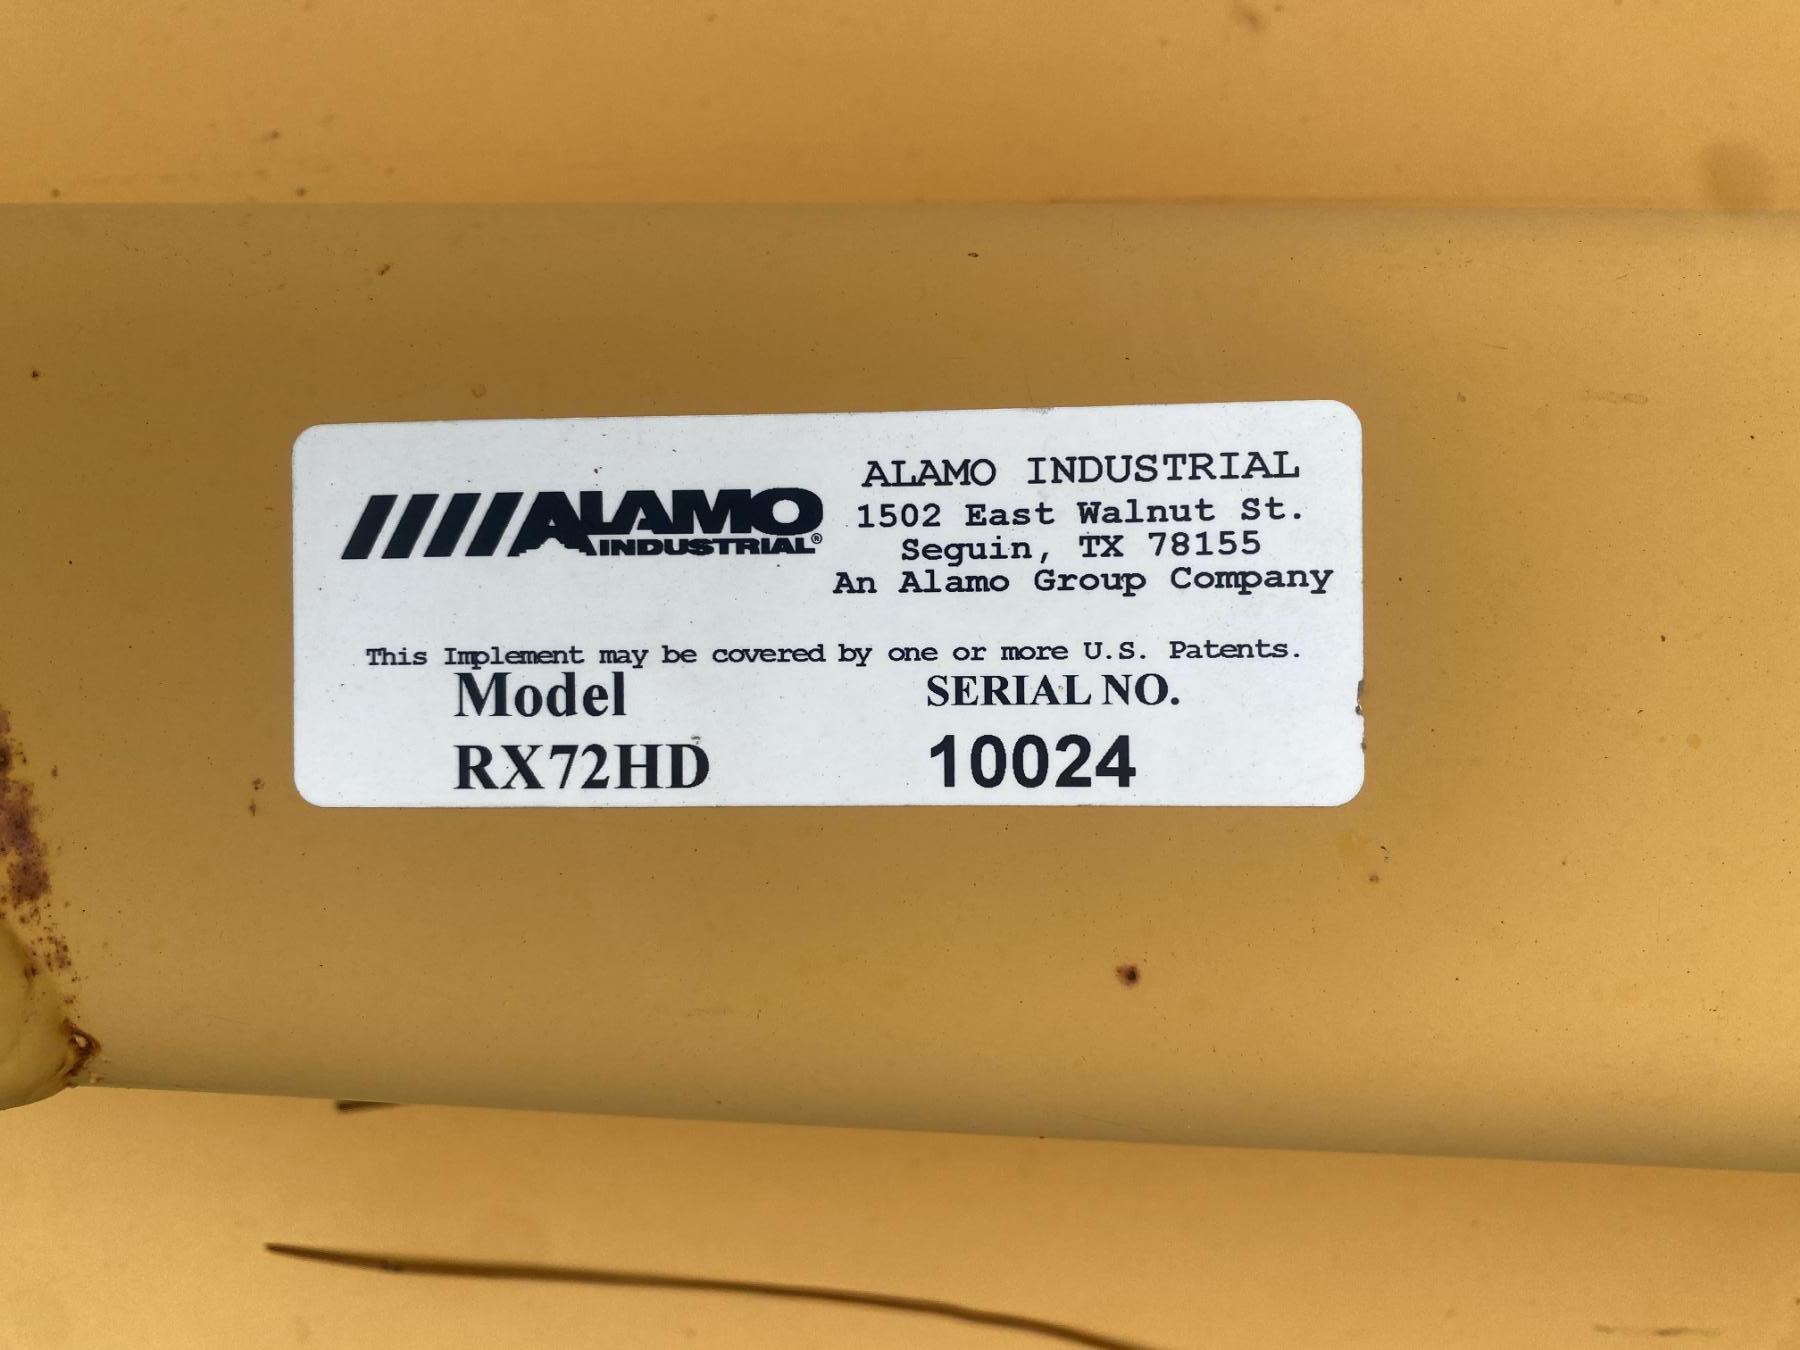 ALAMO
INDUSTRIAL®
ALAMO INDUSTRIAL
1502 East Walnut St.
Seguin, TX 78155
An Alamo Group Company
This Implement may be covered by one or more U.S. Patents.
Model SERIAL NO.
RX72HD 10024